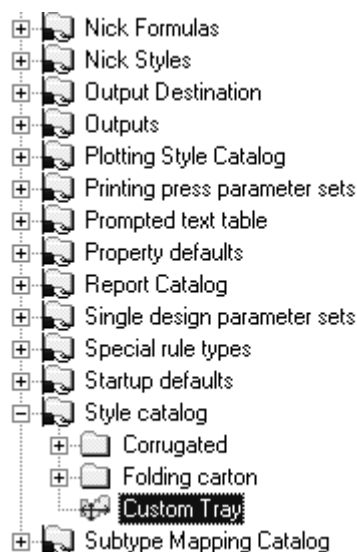 Nick Formulas
Nick Styles
Output Destination
Outputs
Plotting Style Catalog
Printing press parameter sets
Prompted text table
Property defaults
Report Catalog
Single design parameter sets
Special rule types
Startup defaults
Style catalog
Corrugated
Folding carton
Custom Tray
Subtype Mapping Catalog